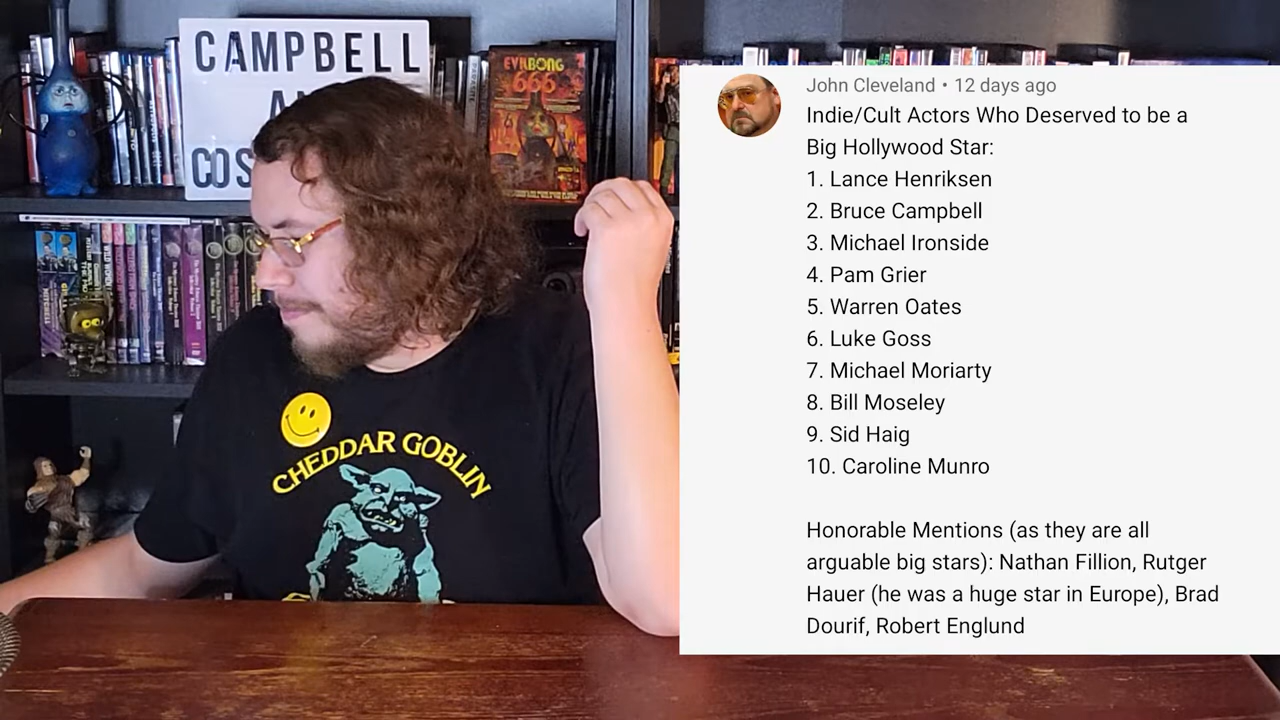 CAMPBELL
COS
EVILBONG
666
CHEDDAR GOBLIN
John Cleveland • 12 days ago
Indie/Cult Actors Who Deserved to be a
Big Hollywood Star:
1. Lance Henriksen
2. Bruce Campbell
3. Michael Ironside
4. Pam Grier
5. Warren Oates
6. Luke Goss
7. Michael Moriarty
8. Bill Moseley
9. Sid Haig
10. Caroline Munro
Honorable Mentions (as they are all
arguable big stars): Nathan Fillion, Rutger
Hauer (he was a huge star in Europe), Brad
Dourif, Robert Englund